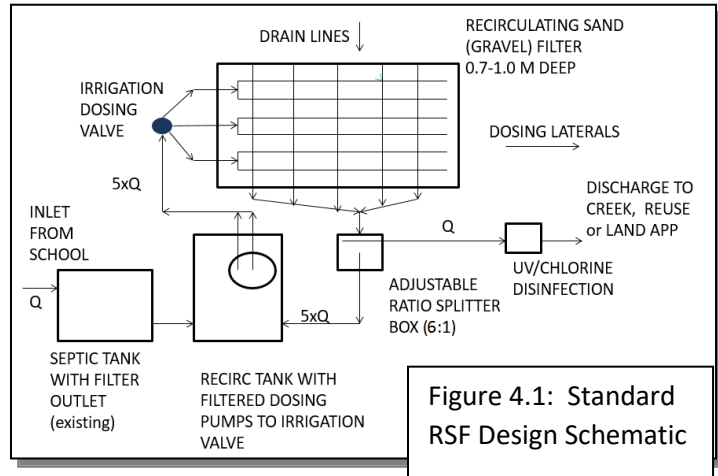 DRAIN LINES
RECIRCULATING SAND
(GRAVEL) FILTER
0.7-1.0 M DEEP
IRRIGATION
DOSING
VALVE
DOSING LATERALS
5xQ
INLET
FROM
SCHOOL
Q
Q
DISCHARGE TO
CREEK, REUSE
or LAND APP
UV/CHLORINE
DISINFECTION
ADJUSTABLE
RATIO SPLITTER
BOX (6:1)
5xQ
SEPTIC TANK
WITH FILTER
OUTLET
(existing)
RECIRC TANK WITH
FILTERED DOSING
PUMPS TO IRRIGATION
VALVE
Figure 4.1: Standard
RSF Design Schematic